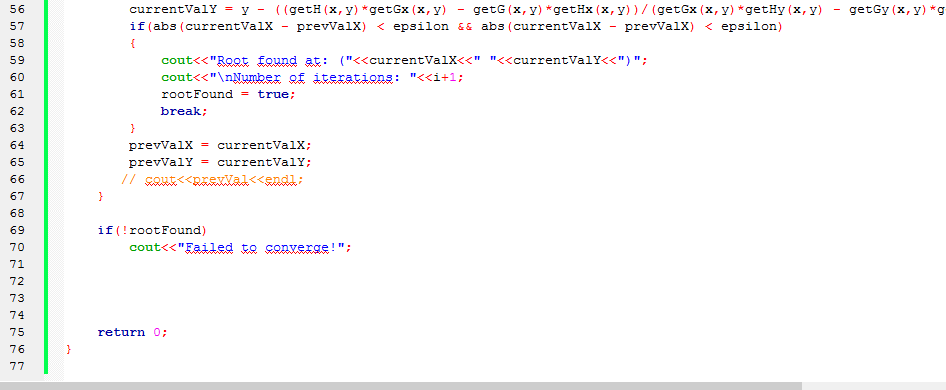 56 currentValY = y - ((getH(x,y)*getGx(x,y) - getG(x,y)*getHx(x,y))/(getGx(x,y)*getHy(x,y) - getGy(x,y)*g
57 if(abs(currentValX - prevValX) < epsilon && abs(currentValX - prevValX) < epsilon)
58 {
59 cout<<"Root found at: ("<<currentValX<<" "<<currentValY<<")";
60 cout<<"\nNumber of iterations: "<<i+1;
61 rootFound = true;
62 break;
63 }
64 prevValX = currentValX;
65 prevValY = currentValY;
66 // cout<<prevVal<<endl;
67 }
68
69 if(!rootFound)
70 cout<<"Failed to converge!";
71
72
73
74
75 return 0;
76 }
77